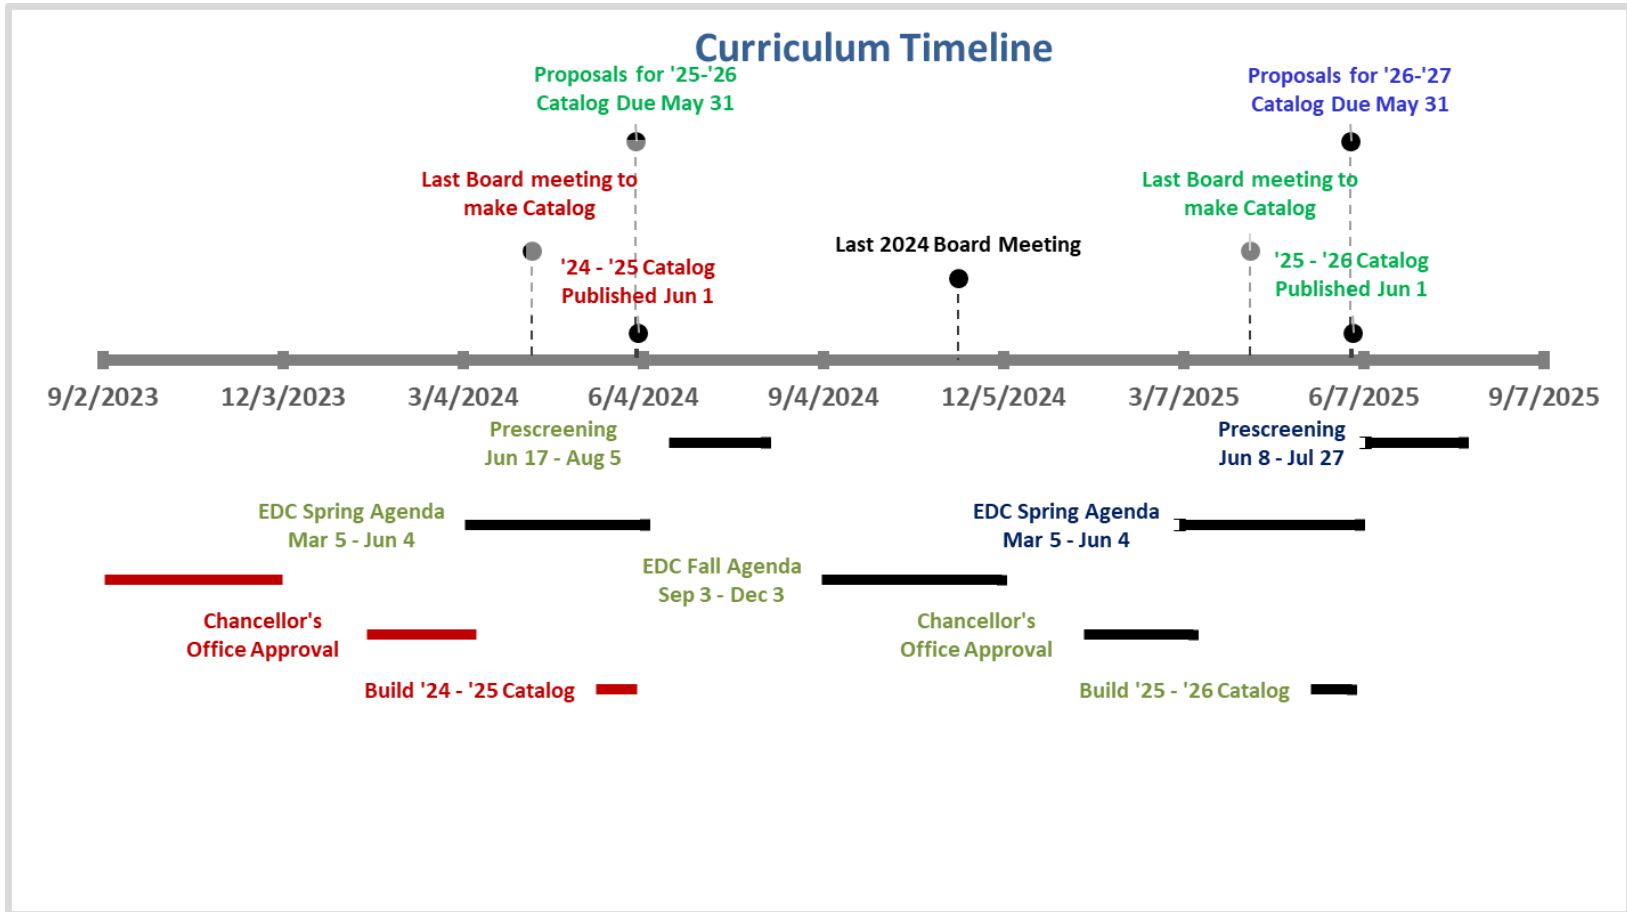 Curriculum Timeline
Proposals for '25-'26
Catalog Due May 31
Proposals for '26-'27
Catalog Due May 31
Last Board meeting to
make Catalog
Last Board meeting to
make Catalog
Last 2024 Board Meeting
'24 - '25 Catalog
Published Jun 1
'25 - '26 Catalog
Published Jun 1
9/2/2023
12/3/2023
3/4/2024
6/4/2024
9/4/2024
12/5/2024
3/7/2025
6/7/2025
9/7/2025
Prescreening
Jun 17 - Aug 5
Prescreening
Jun 8 - Jul 27
EDC Spring Agenda
Mar 5 - Jun 4
EDC Spring Agenda
Mar 5 - Jun 4
EDC Fall Agenda
Sep 3 - Dec 3
Chancellor's
Office Approval
Chancellor's
Office Approval
Build '24 - '25 Catalog
Build '25 - '26 Catalog